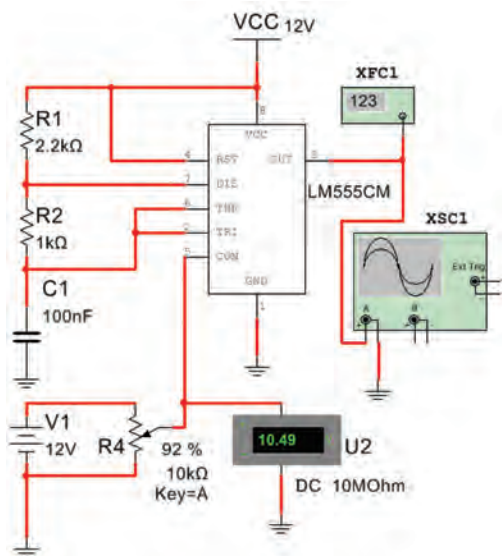 VCC 12V
XFC1
123
R1
2.2kΩ
8
VCC
4 RST OUT 3
LM555CM
7 DIS
R2
1kΩ
6 THR
2 TRI
5 CON
XSC1
Ext Trig
A B
GND
1
C1
100nF
V1
12V
R4
92 %
10kΩ
Key=A
10.49
U2
DC 10MOhm